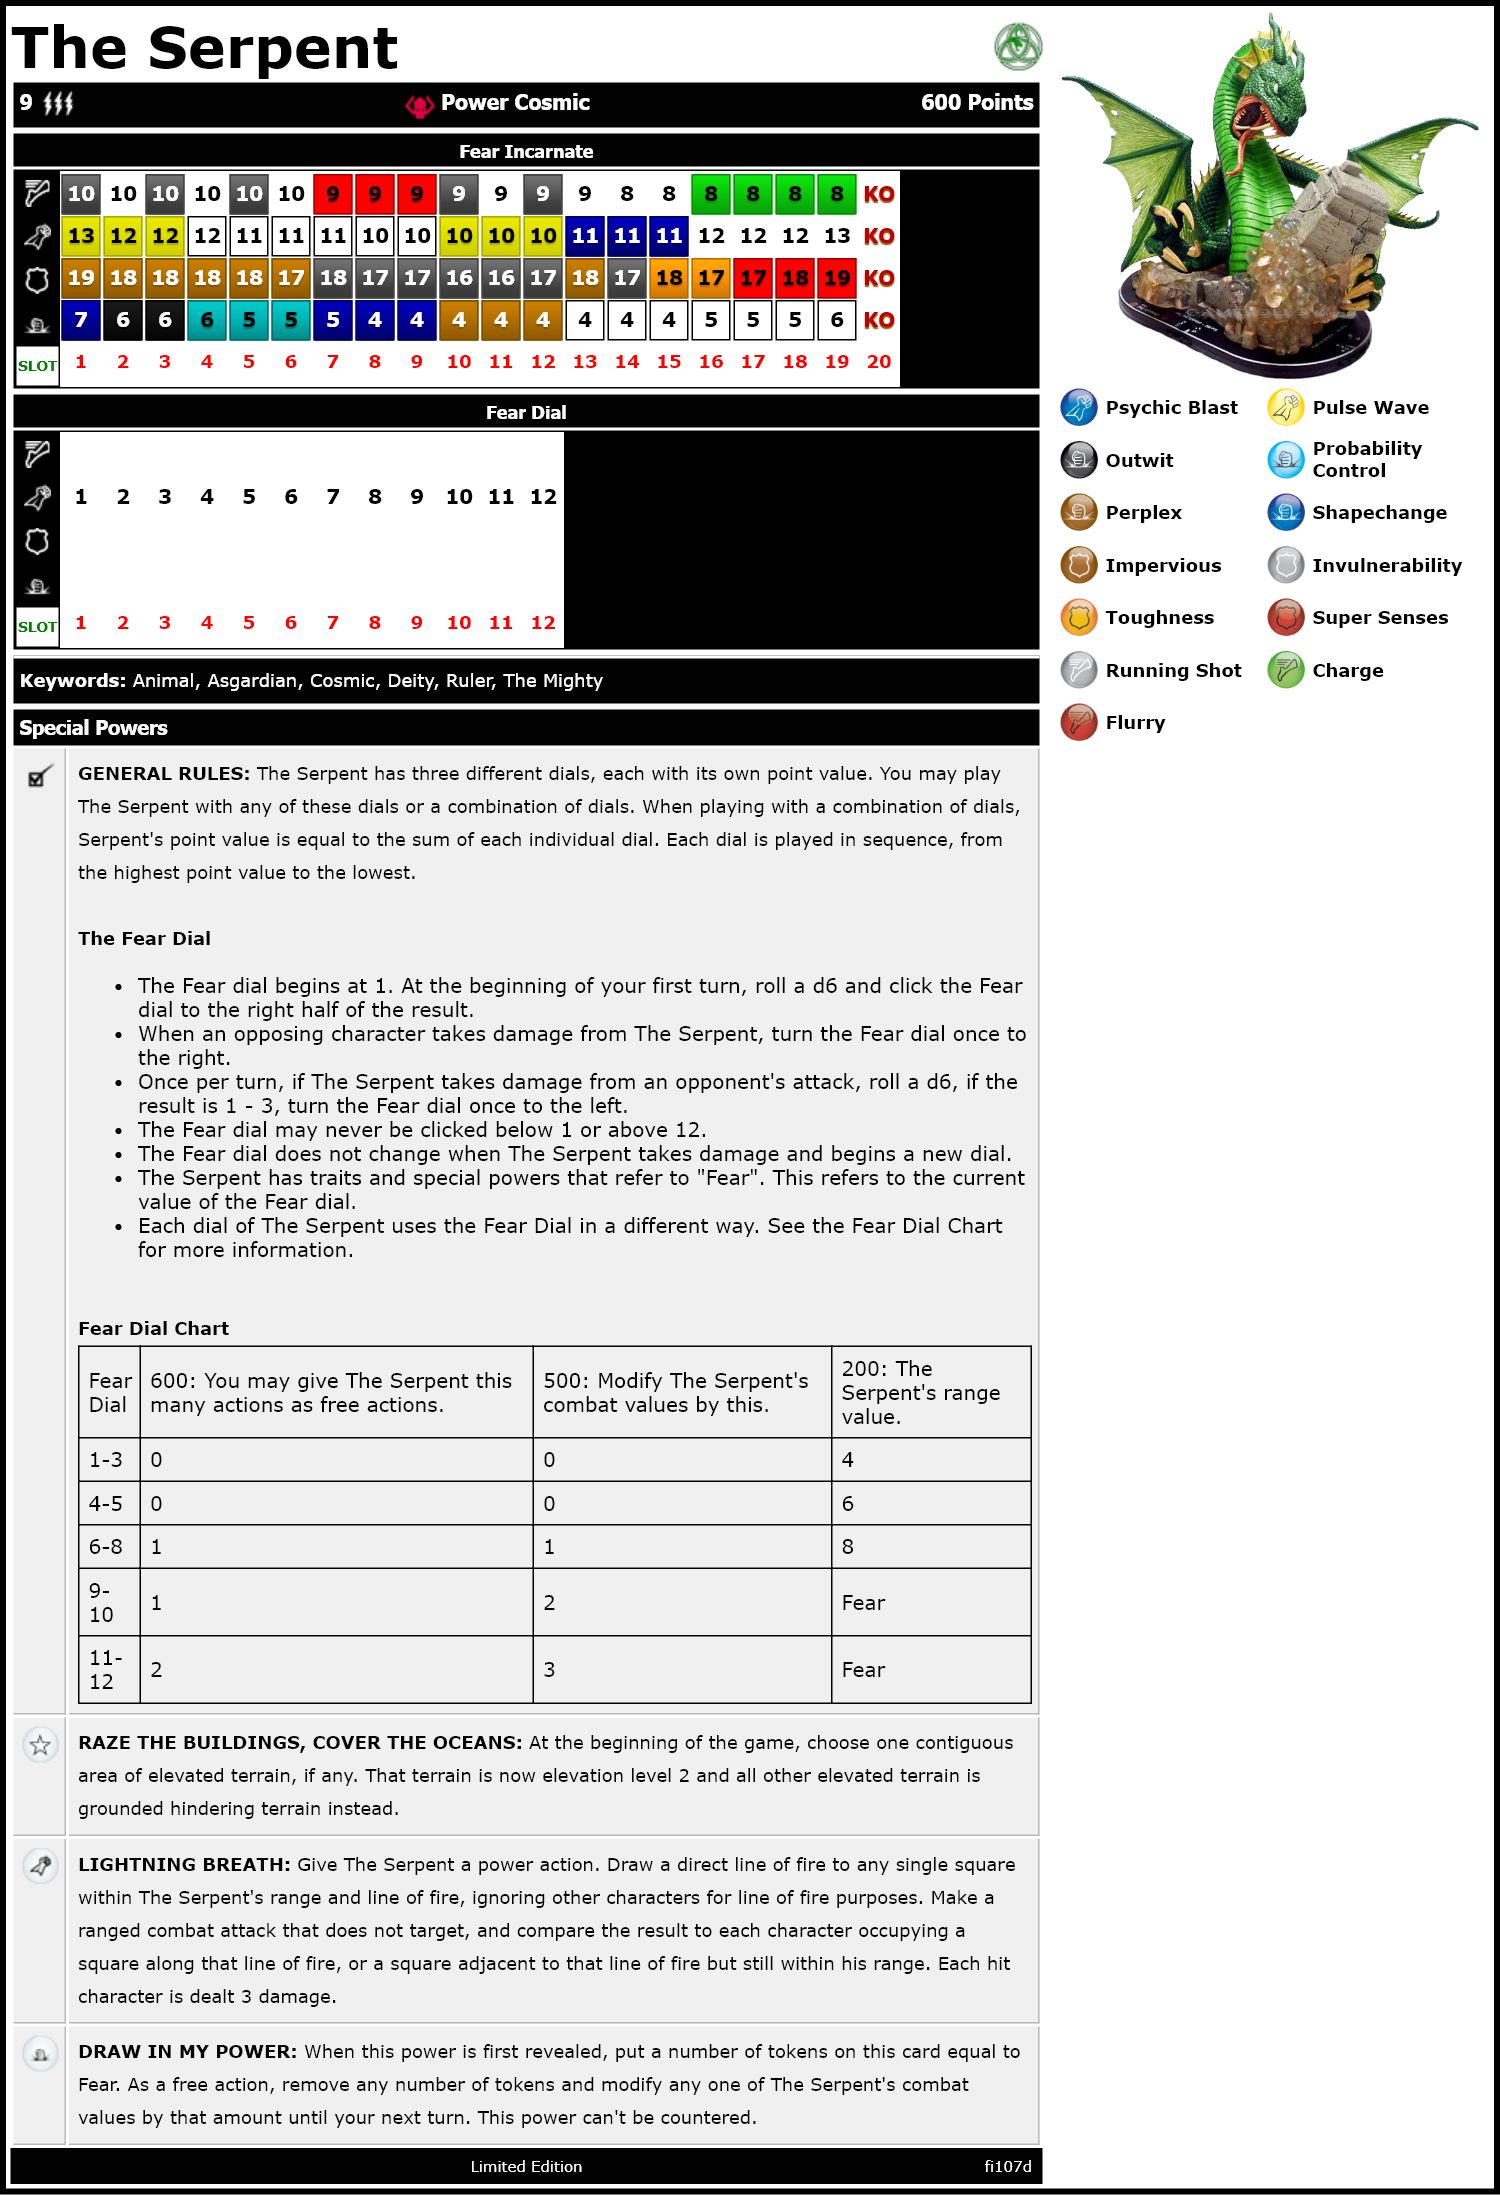 The Serpent
9 Power Cosmic 600 Points
Fear Incarnate
10 10 10 10 10 10 9 9 9 9 9 9 9 8 8 8 8 8 8 KO
13 12 12 12 11 11 11 10 10 10 10 10 11 11 11 12 12 12 13 KO
19 18 18 18 18 17 18 17 17 16 16 17 18 17 18 17 17 18 19 KO
7 6 6 6 5 5 5 4 4 4 4 4 4 4 4 5 5 5 6 KO
SLOT 1 2 3 4 5 6 7 8 9 10 11 12 13 14 15 16 17 18 19 20
Fear Dial
1 2 3 4 5 6 7 8 9 10 11 12
SLOT 1 2 3 4 5 6 7 8 9 10 11 12
Keywords: Animal, Asgardian, Cosmic, Deity, Ruler, The Mighty
Special Powers
GENERAL RULES: The Serpent has three different dials, each with its own point value. You may play
The Serpent with any of these dials or a combination of dials. When playing with a combination of dials,
Serpent's point value is equal to the sum of each individual dial. Each dial is played in sequence, from
the highest point value to the lowest.
The Fear Dial
• The Fear dial begins at 1. At the beginning of your first turn, roll a d6 and click the Fear
dial to the right half of the result.
• When an opposing character takes damage from The Serpent, turn the Fear dial once to
the right.
• Once per turn, if The Serpent takes damage from an opponent's attack, roll a d6, if the
result is 1 - 3, turn the Fear dial once to the left.
• The Fear dial may never be clicked below 1 or above 12.
• The Fear dial does not change when The Serpent takes damage and begins a new dial.
• The Serpent has traits and special powers that refer to "Fear". This refers to the current
value of the Fear dial.
• Each dial of The Serpent uses the Fear Dial in a different way. See the Fear Dial Chart
for more information.
Fear Dial Chart
Fear
Dial
600: You may give The Serpent this
many actions as free actions.
500: Modify The Serpent's
combat values by this.
200: The
Serpent's range
value.
1-3 0 0 4
4-5 0 0 6
6-8 1 1 8
9-
10 1 2 Fear
11-
12 2 3 Fear
RAZE THE BUILDINGS, COVER THE OCEANS: At the beginning of the game, choose one contiguous
area of elevated terrain, if any. That terrain is now elevation level 2 and all other elevated terrain is
grounded hindering terrain instead.
LIGHTNING BREATH: Give The Serpent a power action. Draw a direct line of fire to any single square
within The Serpent's range and line of fire, ignoring other characters for line of fire purposes. Make a
ranged combat attack that does not target, and compare the result to each character occupying a
square along that line of fire, or a square adjacent to that line of fire but still within his range. Each hit
character is dealt 3 damage.
DRAW IN MY POWER: When this power is first revealed, put a number of tokens on this card equal to
Fear. As a free action, remove any number of tokens and modify any one of The Serpent's combat
values by that amount until your next turn. This power can't be countered.
Limited Edition fi107d
Psychic Blast Pulse Wave
Outwit Probability
Control
Perplex Shapechange
Impervious Invulnerability
Toughness Super Senses
Running Shot Charge
Flurry